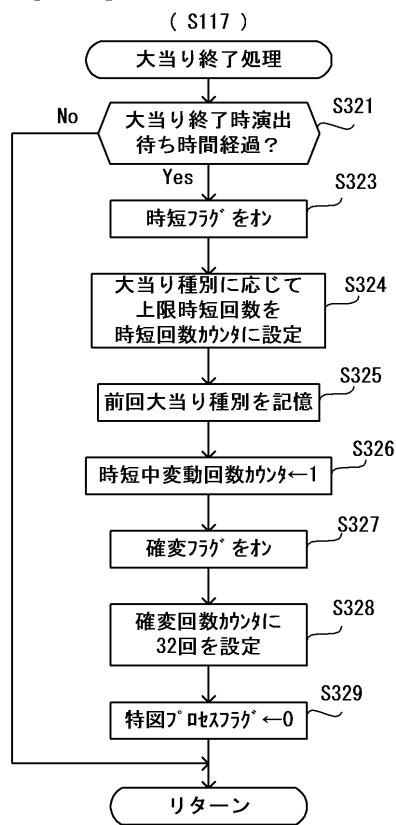 ( S117 )
大当り終了処理
S321
No
大当り終了時演出
待ち時間経過?
Yes
S323
時短ﾌﾗｸﾞをオン
S324
大当り種別に応じて
上限時短回数を
時短回数ｶｳﾝﾀに設定
S325
前回大当り種別を記憶
S326
時短中変動回数ｶｳﾝﾀ←1
S327
確変ﾌﾗｸﾞをオン
S328
確変回数ｶｳﾝﾀに
32回を設定
S329
特図ﾌﾟﾛｾｽﾌﾗｸﾞ←0
リターン